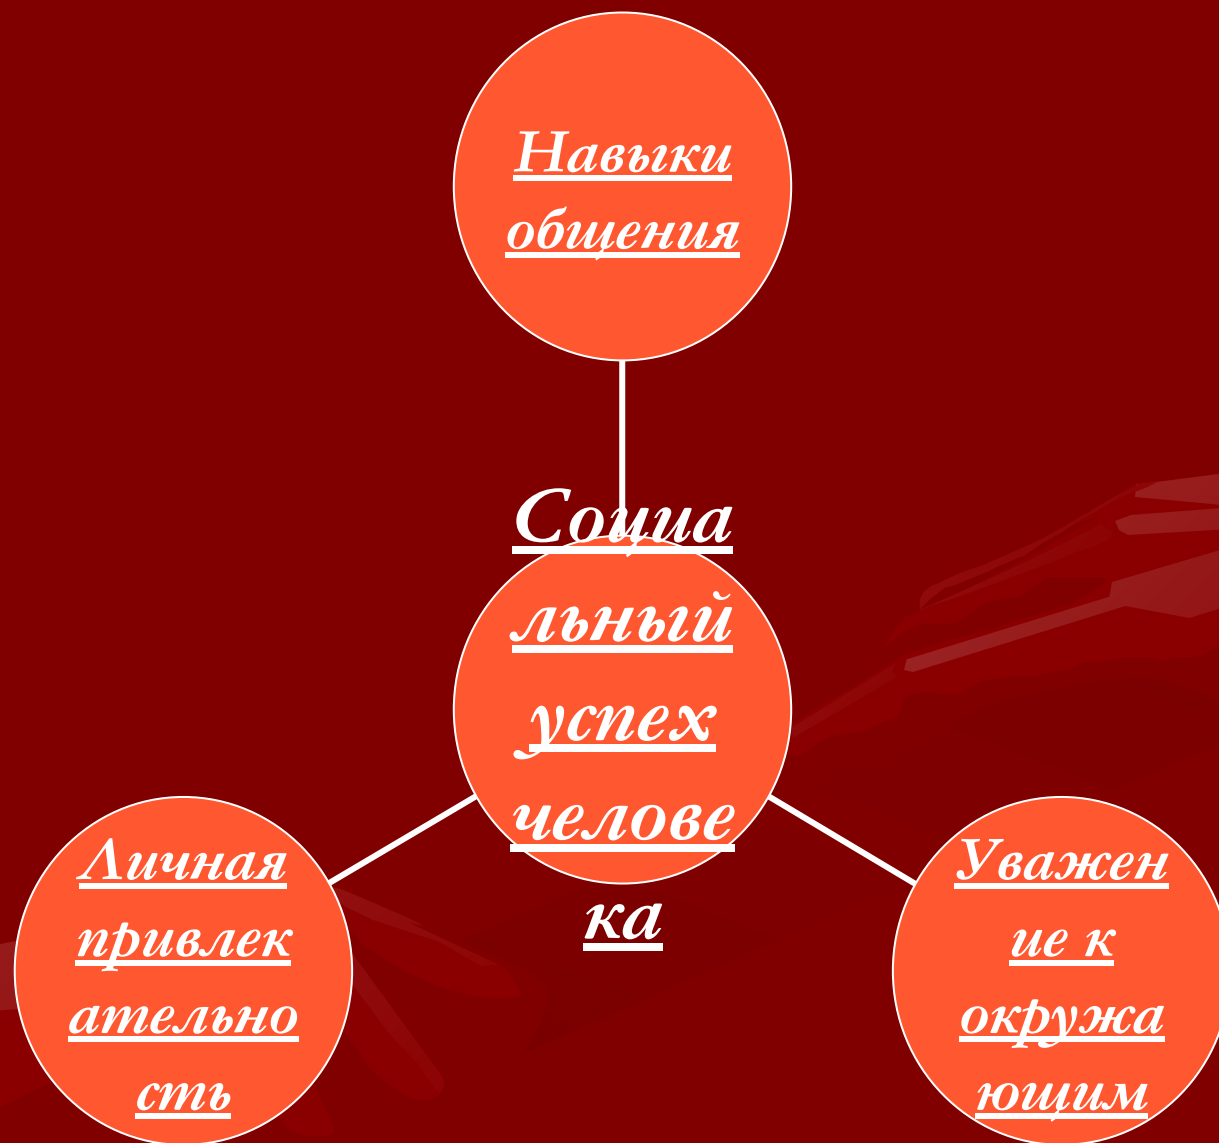 Навыки
общения
Социа
льный
успех
челове
ка
Личная
привлек
ательно
сть
Уважен
ие к
окружа
ющим